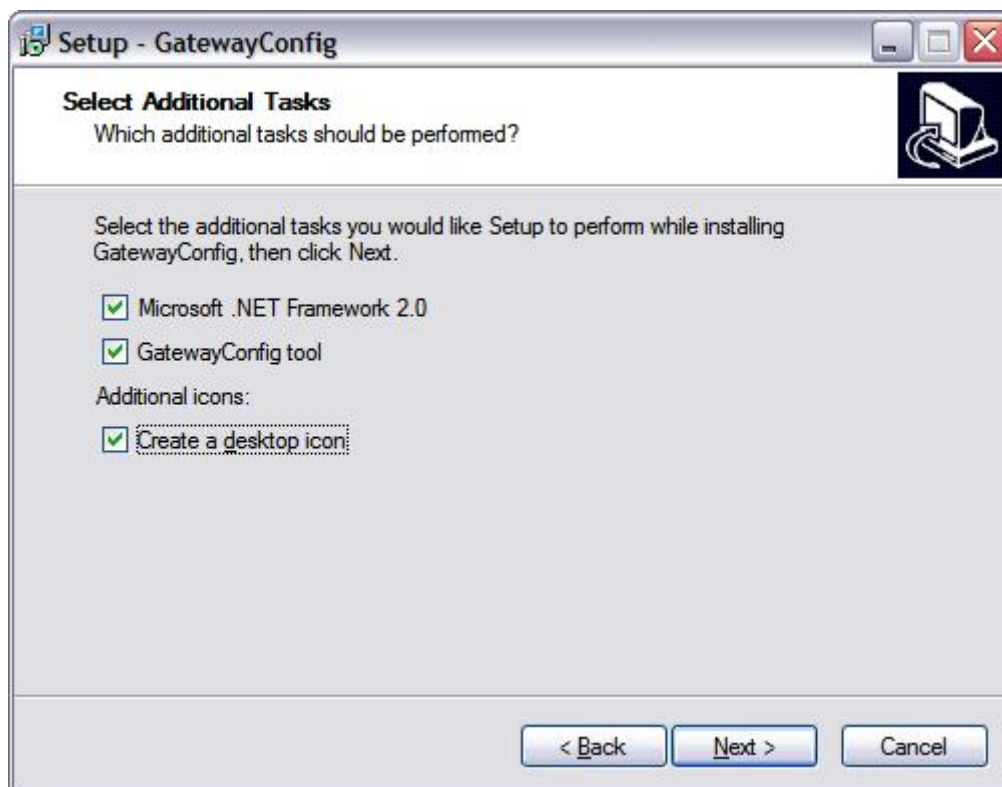 Setup - GatewayConfig
Select Additional Tasks
Which additional tasks should be performed?
Select the additional tasks you would like Setup to perform while installing
GatewayConfig, then click Next.
Microsoft .NET Framework 2.0
GatewayConfig tool
Additional icons:
Create a desktop icon
< Back
Next >
Cancel